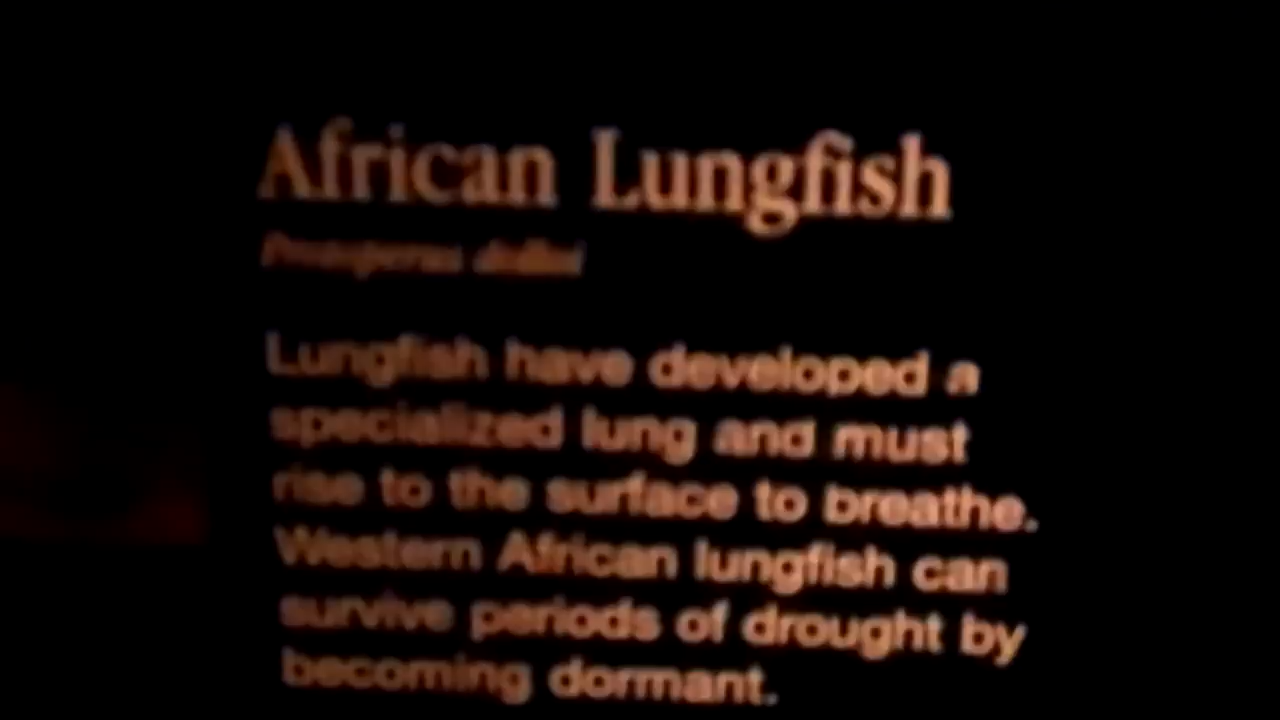 African Lungfish
Lungfish have developed a
specialized lung and must
rise to the surface to breathe.
Western African lungfish can
survive periods of drought by
becoming dormant.